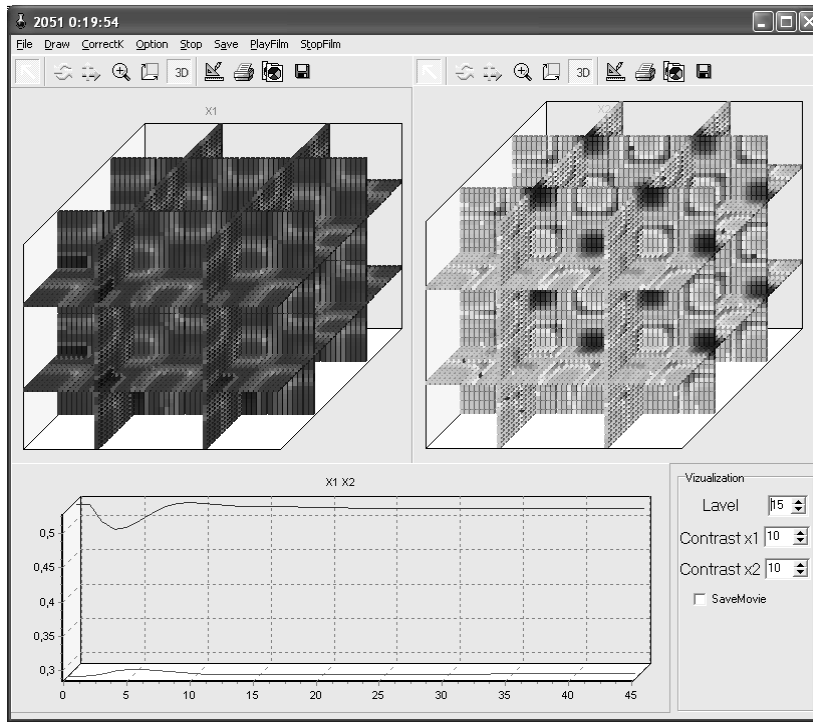 2051 0:19:54
File Draw CorrectK Option Stop Save PlayFilm StopFilm
3D 3D
X1 X2
X1 X2
0,5
0,45
0,4
0,35
0,3
0 5 10 15 20 25 30 35 40 45
Vizualization
Lavel 15
Contrast x1 10
Contrast x2 10
SaveMovie